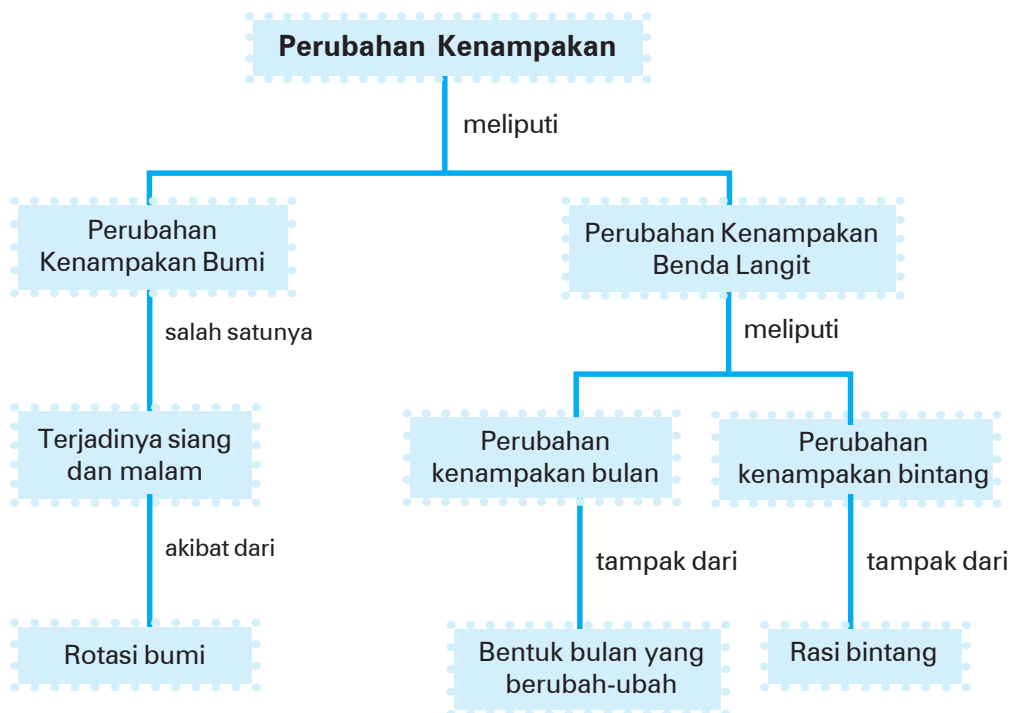 Perubahan Kenampakan
meliputi
Perubahan
Kenampakan Bumi
Perubahan Kenampakan
Benda Langit
salah satunya
meliputi
Terjadinya siang
dan malam
Perubahan
kenampakan bulan
Perubahan
kenampakan bintang
akibat dari
tampak dari
tampak dari
Rotasi bumi
Bentuk bulan yang
berubah-ubah
Rasi bintang